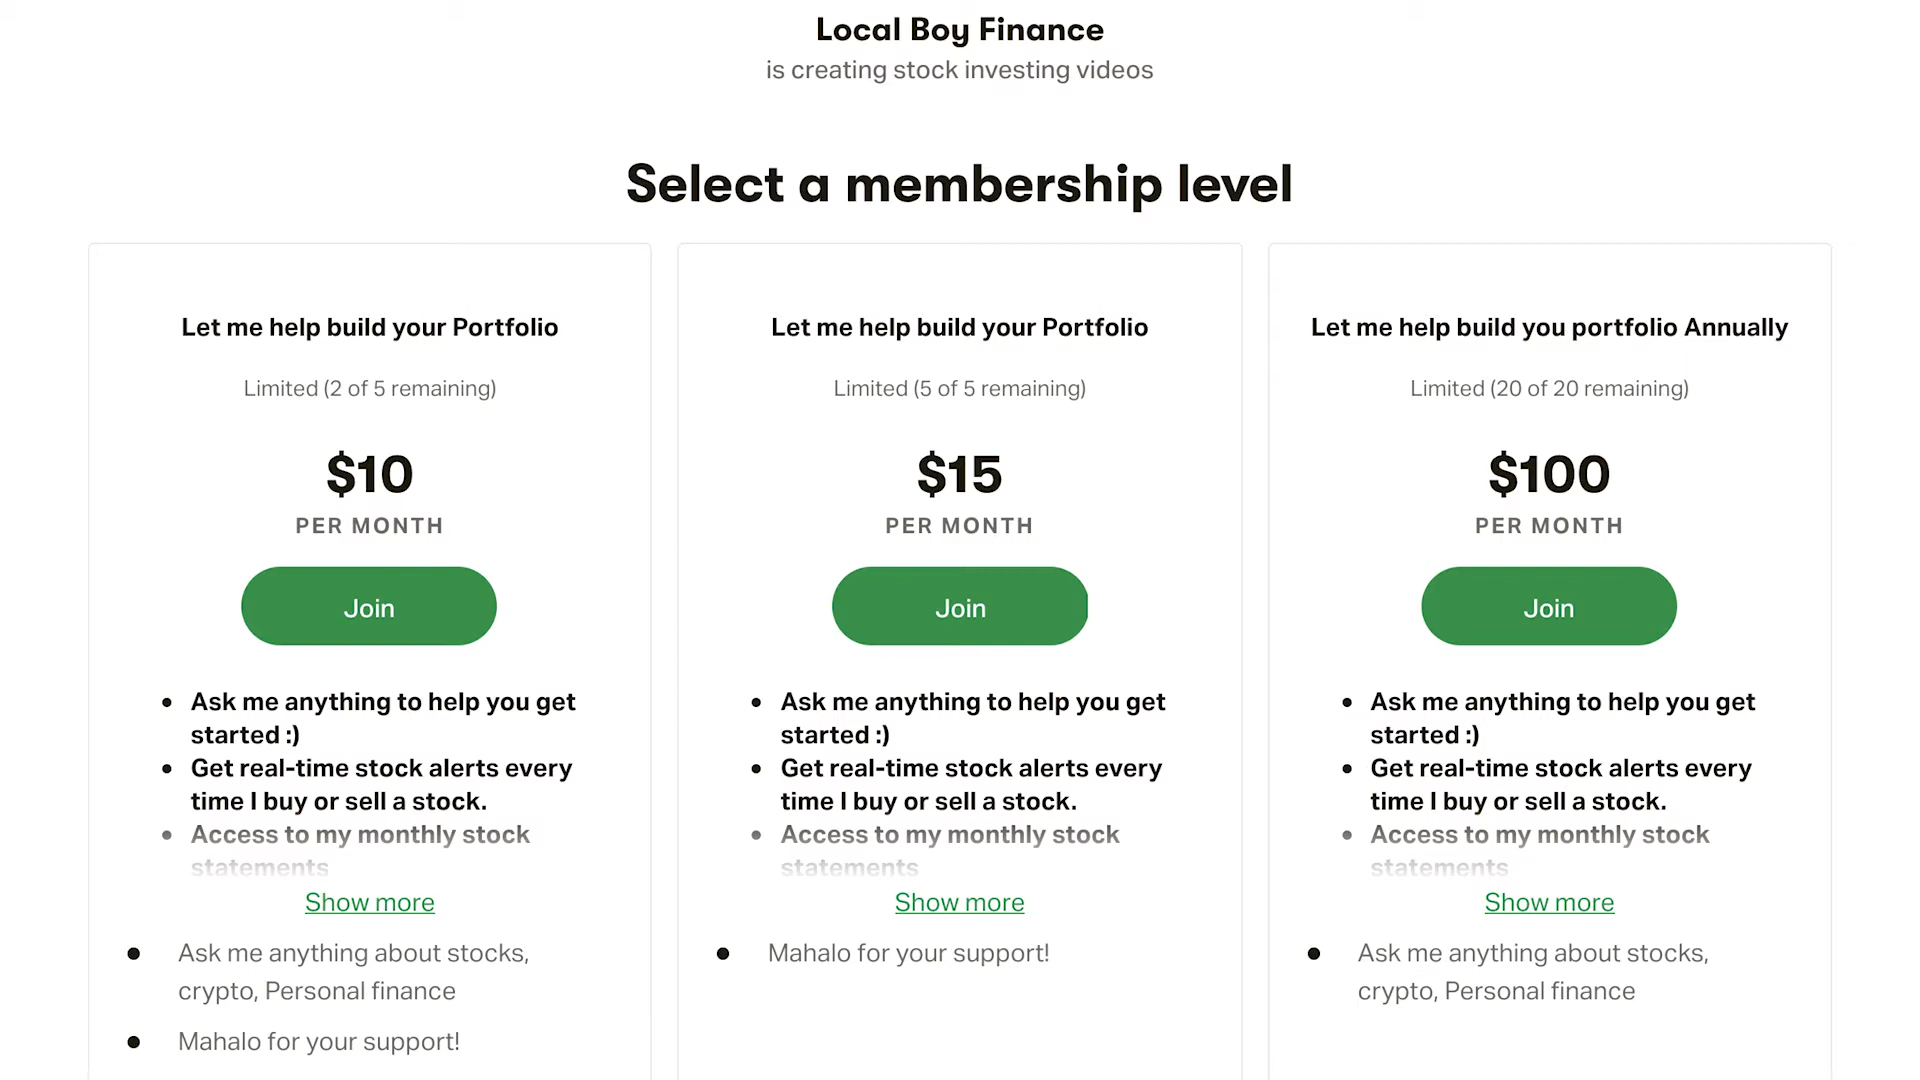 Local Boy Finance
is creating stock investing videos
Select a membership level
Let me help build your Portfolio
Limited (2 of 5 remaining)
$10
PER MONTH
Join
• Ask me anything to help you get
started :)
• Get real-time stock alerts every
time I buy or sell a stock.
• Access to my monthly stock
statements
Show more
• Ask me anything about stocks,
crypto, Personal finance
• Mahalo for your support!
Let me help build your Portfolio
Limited (5 of 5 remaining)
$15
PER MONTH
Join
• Ask me anything to help you get
started :)
• Get real-time stock alerts every
time I buy or sell a stock.
• Access to my monthly stock
statements
Show more
• Mahalo for your support!
Let me help build you portfolio Annually
Limited (20 of 20 remaining)
$100
PER MONTH
Join
• Ask me anything to help you get
started :)
• Get real-time stock alerts every
time I buy or sell a stock.
• Access to my monthly stock
statements
Show more
• Ask me anything about stocks,
crypto, Personal finance